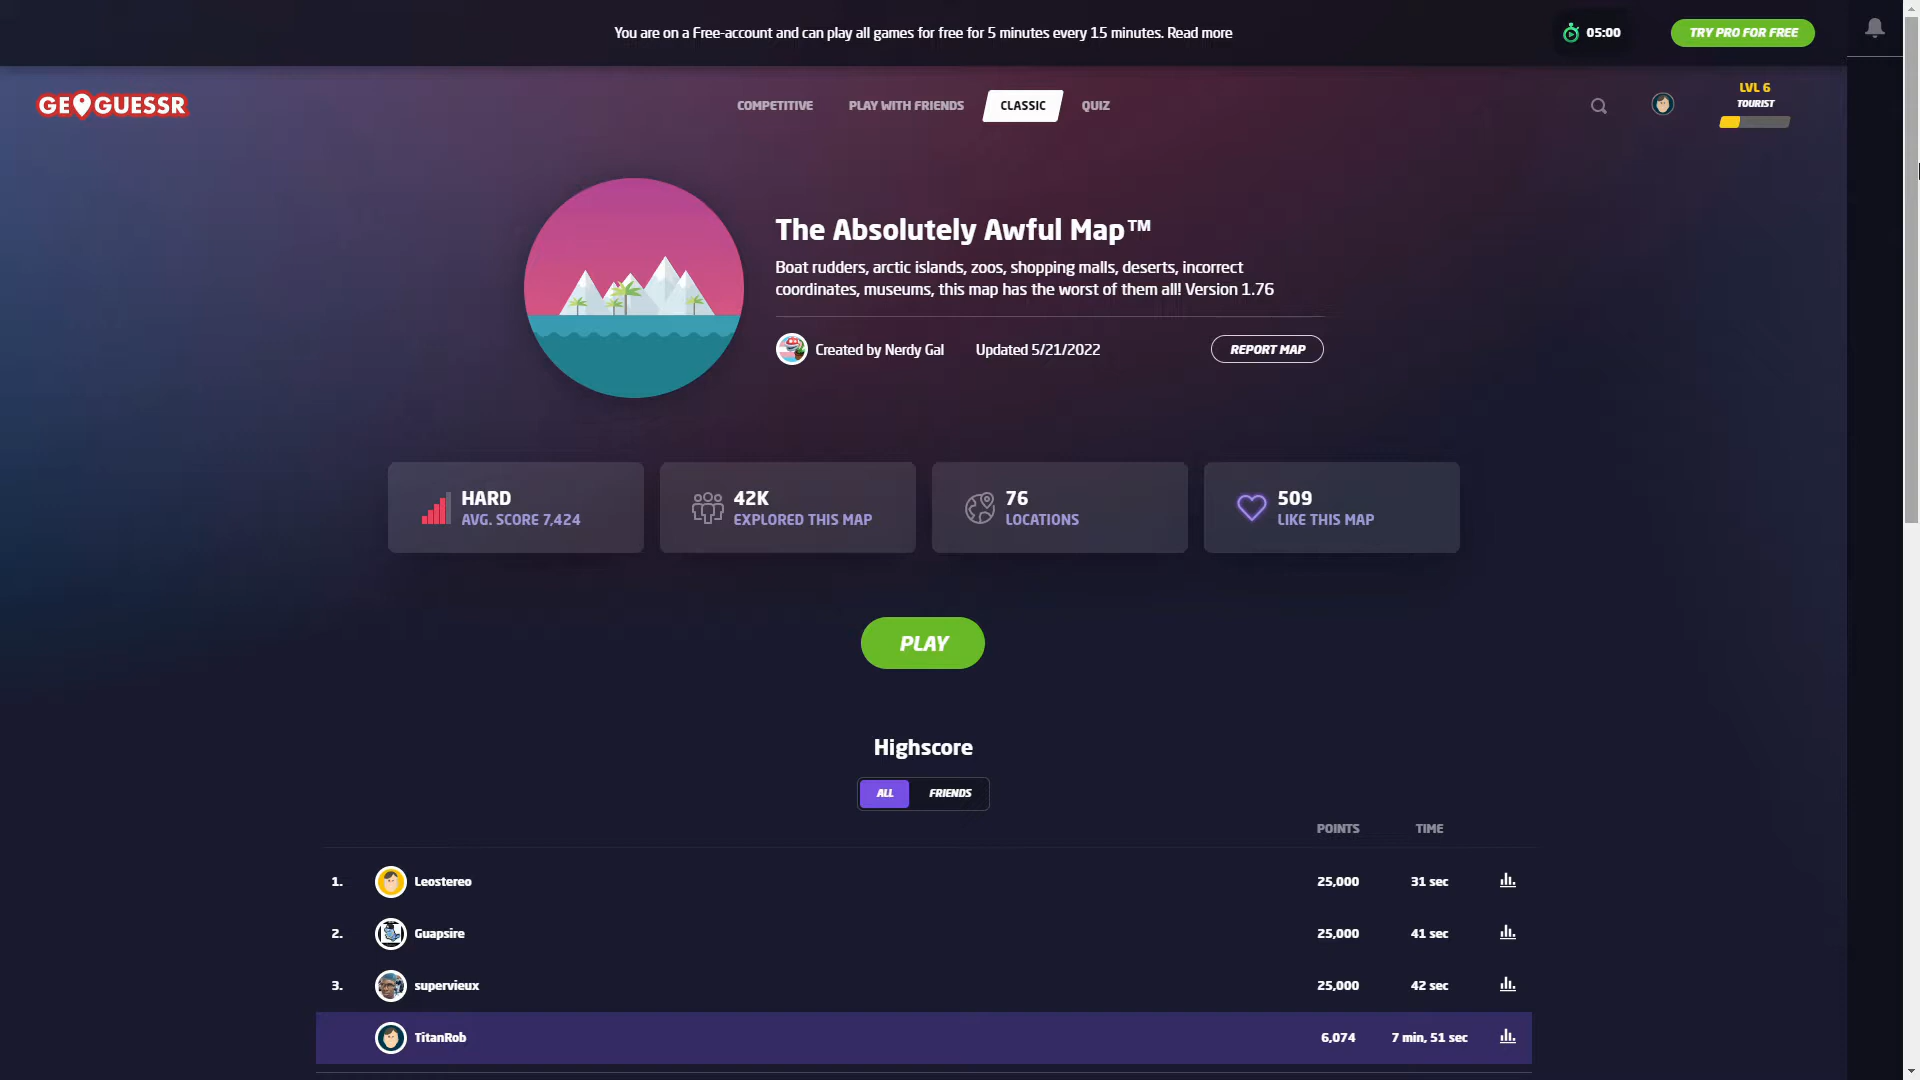 You are on a Free-account and can play all games for free for 5 minutes every 15 minutes. Read more
05:00
TRY PRO FOR FREE
GEOGUESSR
COMPETITIVE
PLAY WITH FRIENDS
CLASSIC
QUIZ
LVL 6
TOURIST
The Absolutely Awful Map™
Boat rudders, arctic islands, zoos, shopping malls, deserts, incorrect
coordinates, museums, this map has the worst of them all! Version 1.76
Created by Nerdy Gal
Updated 5/21/2022
REPORT MAP
HARD
AVG. SCORE 7,424
42K
EXPLORED THIS MAP
76
LOCATIONS
509
LIKE THIS MAP
PLAY
Highscore
ALL
FRIENDS
POINTS TIME
1. Leostereo 25,000 31 sec
2. Guapsire 25,000 41 sec
3. supervieux 25,000 42 sec
TitanRob 6,074 7 min, 51 sec